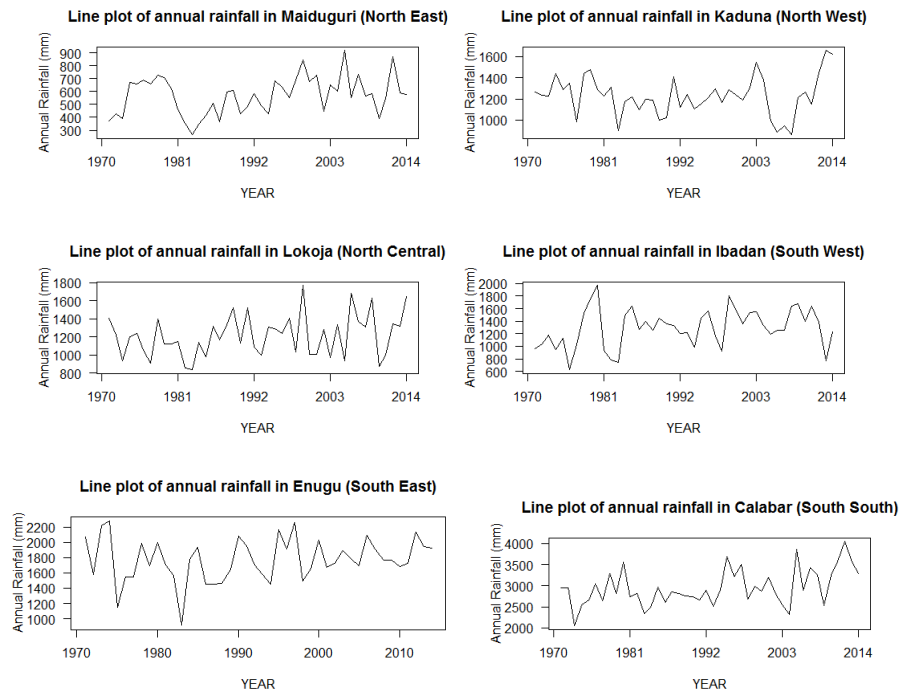 Line plot of annual rainfall in Maiduguri (North East)
Annual Rainfall (mm)
900
800
700
600
500
400
300
1970 1981 1992 2003 2014
YEAR
Line plot of annual rainfall in Kaduna (North West)
Annual Rainfall (mm)
1600
1400
1200
1000
1970 1981 1992 2003 2014
YEAR
Line plot of annual rainfall in Lokoja (North Central)
Annual Rainfall (mm)
1800
1600
1400
1200
1000
800
1970 1981 1992 2003 2014
YEAR
Line plot of annual rainfall in Ibadan (South West)
Annual Rainfall (mm)
2000
1800
1600
1400
1200
1000
800
600
1970 1981 1992 2003 2014
YEAR
Line plot of annual rainfall in Enugu (South East)
Annual Rainfall (mm)
2200
2000
1800
1600
1400
1200
1000
1970 1980 1990 2000 2010
YEAR
Line plot of annual rainfall in Calabar (South South)
Annual Rainfall (mm)
4000
3500
3000
2500
2000
1970 1981 1992 2003 2014
YEAR